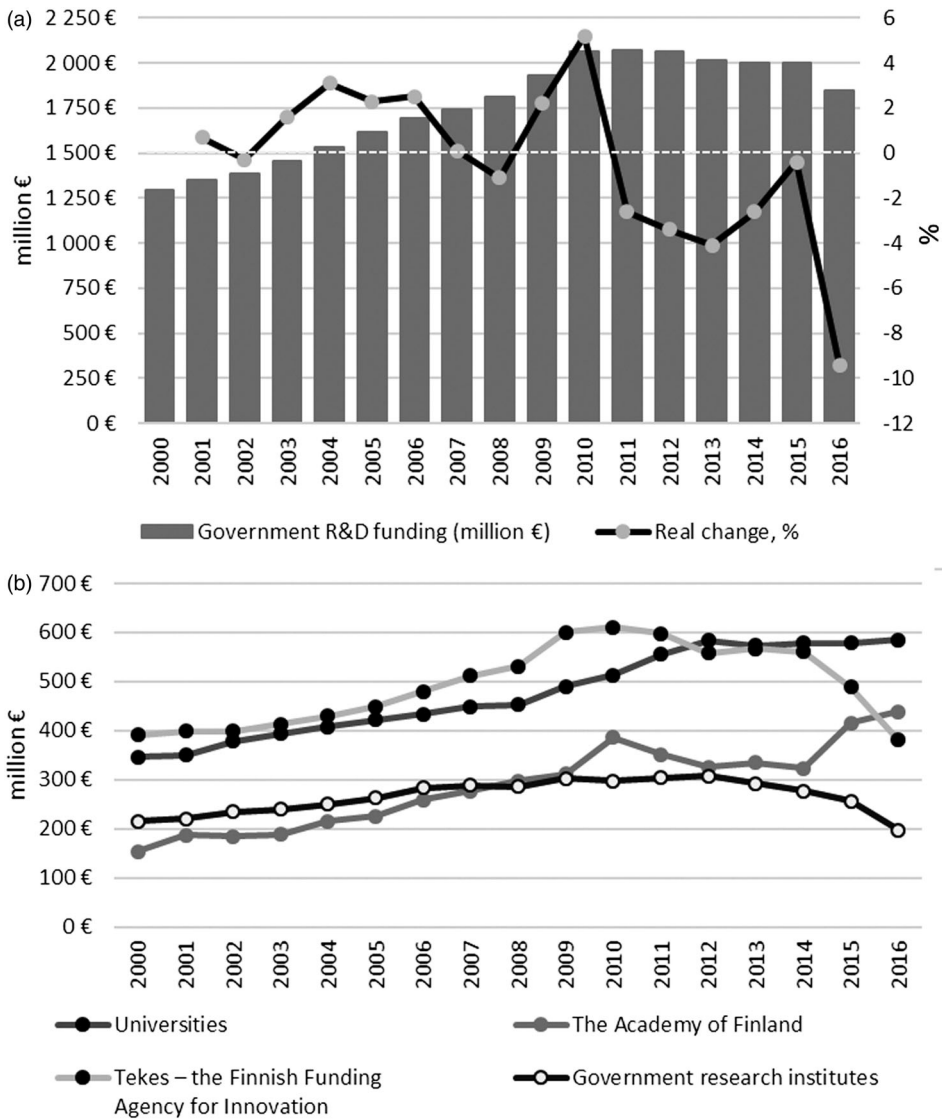 (a)
2 250 €
2 000 €
1 750 €
1 500 €
1 250 €
1 000 €
750 €
500 €
250 €
0 €
million €
6
4
2
0
-2
-4
-6
-8
-10
-12
%
2000 2001 2002 2003 2004 2005 2006 2007 2008 2009 2010 2011 2012 2013 2014 2015 2016
Government R&D funding (million €) Real change, %
(b)
700 €
600 €
500 €
400 €
300 €
200 €
100 €
0 €
million €
2000 2001 2002 2003 2004 2005 2006 2007 2008 2009 2010 2011 2012 2013 2014 2015 2016
Universities
The Academy of Finland
Tekes – the Finnish Funding
Agency for Innovation
Government research institutes